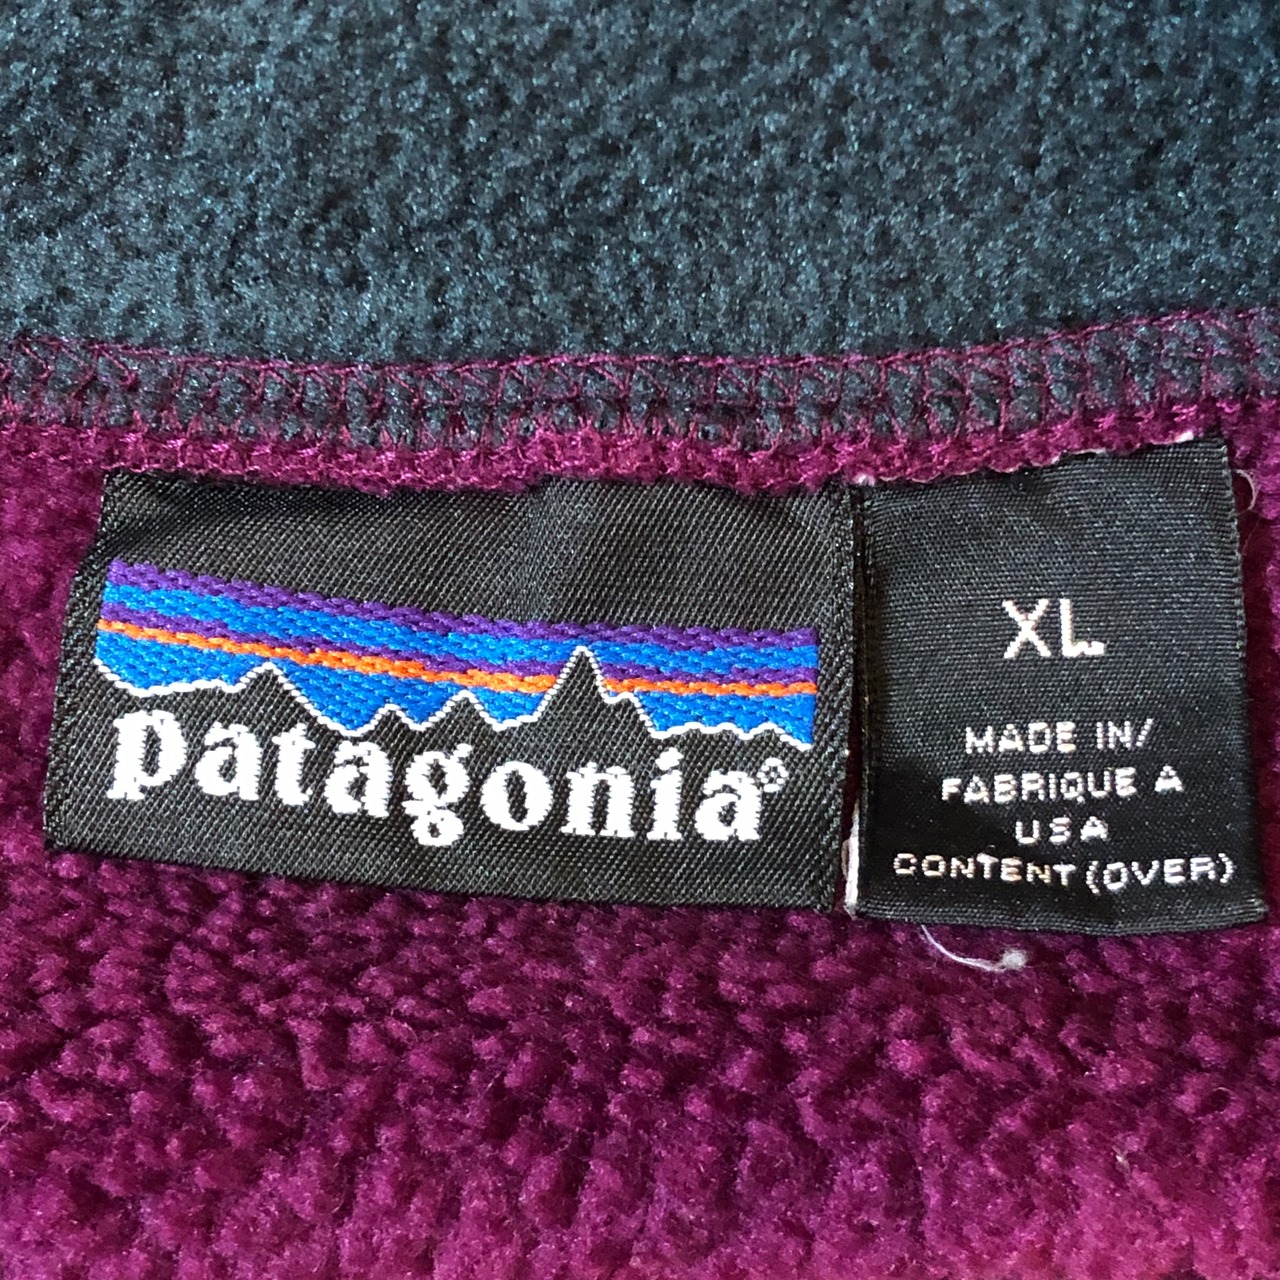 patagonia®
XL
MADE IN/
FABRIQUE A
USA
CONTENT (OVER)